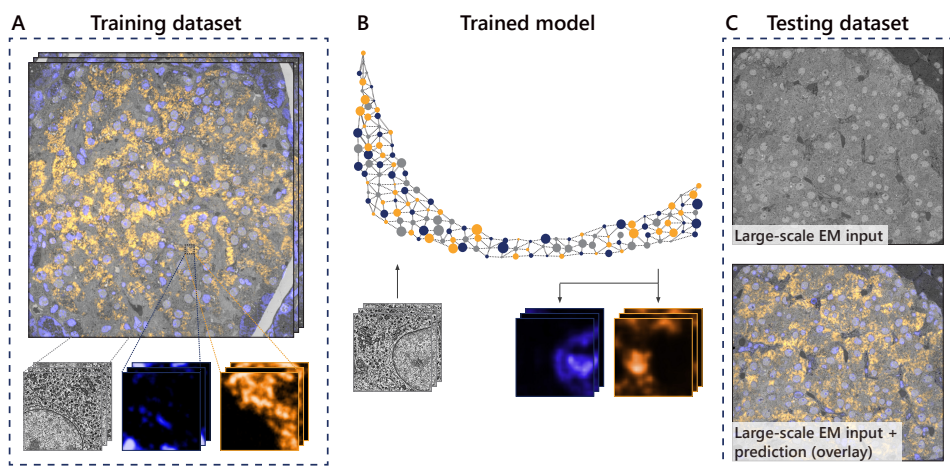 A Training dataset
B Trained model
C Testing dataset
Large-scale EM input
Large-scale EM input +
prediction (overlay)